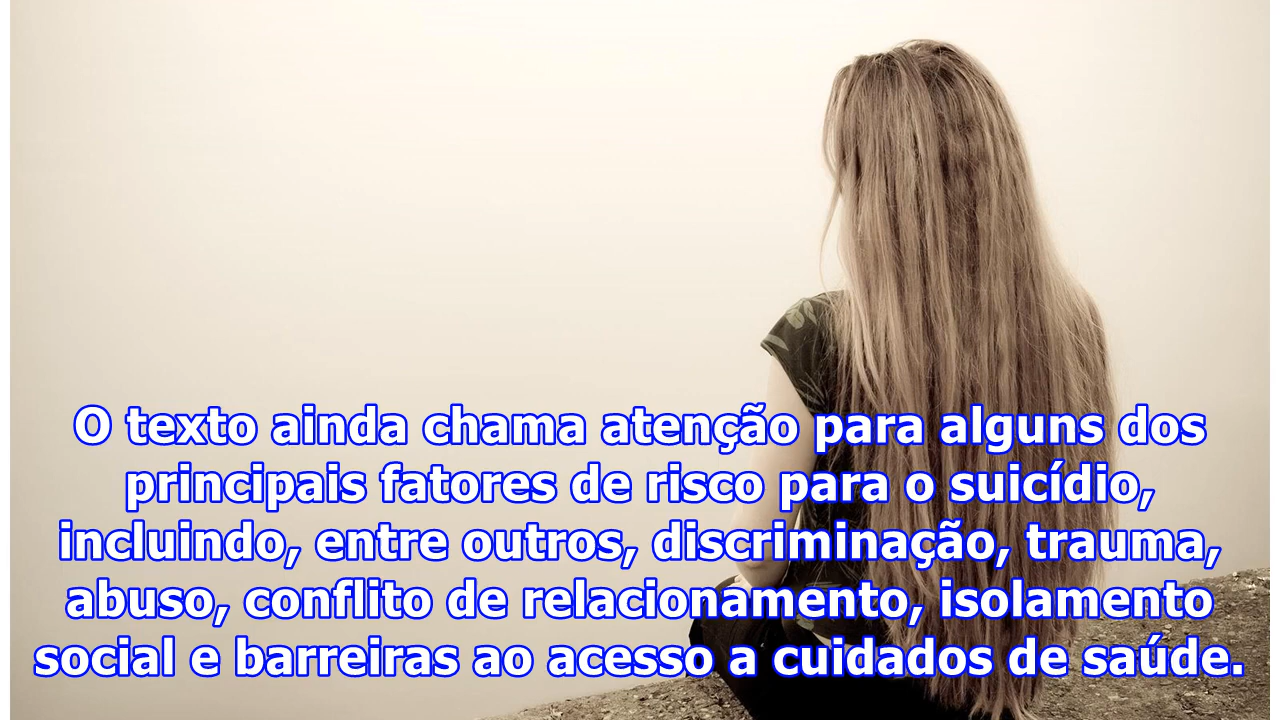 O texto ainda chama atenção para alguns dos
principais fatores de risco para o suicídio,
incluindo, entre outros, discriminação, trauma,
abuso, conflito de relacionamento, isolamento
social e barreiras ao acesso a cuidados de saúde.